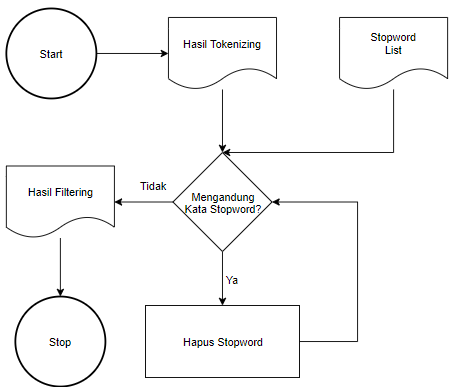 Start
Hasil Tokenizing
Stopword
List
Hasil Filtering
Tidak
Mengandung
Kata Stopword?
Ya
Stop
Hapus Stopword